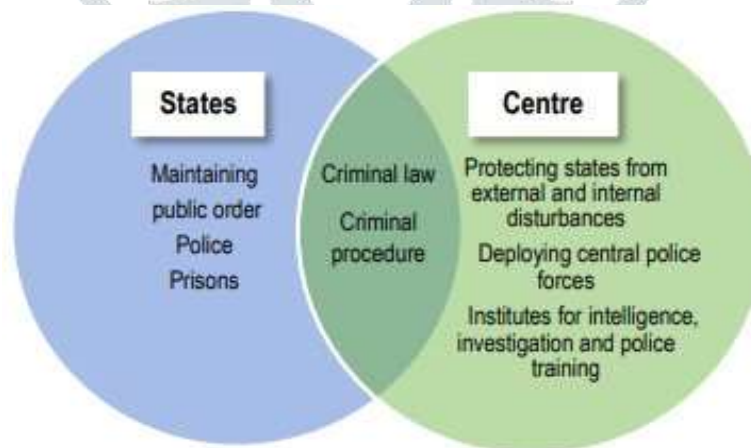 States
Maintaining
public order
Police
Prisons
Criminal law
Criminal
procedure
Centre
Protecting states from
external and internal
disturbances
Deploying central police
forces
Institutes for intelligence,
investigation and police
training